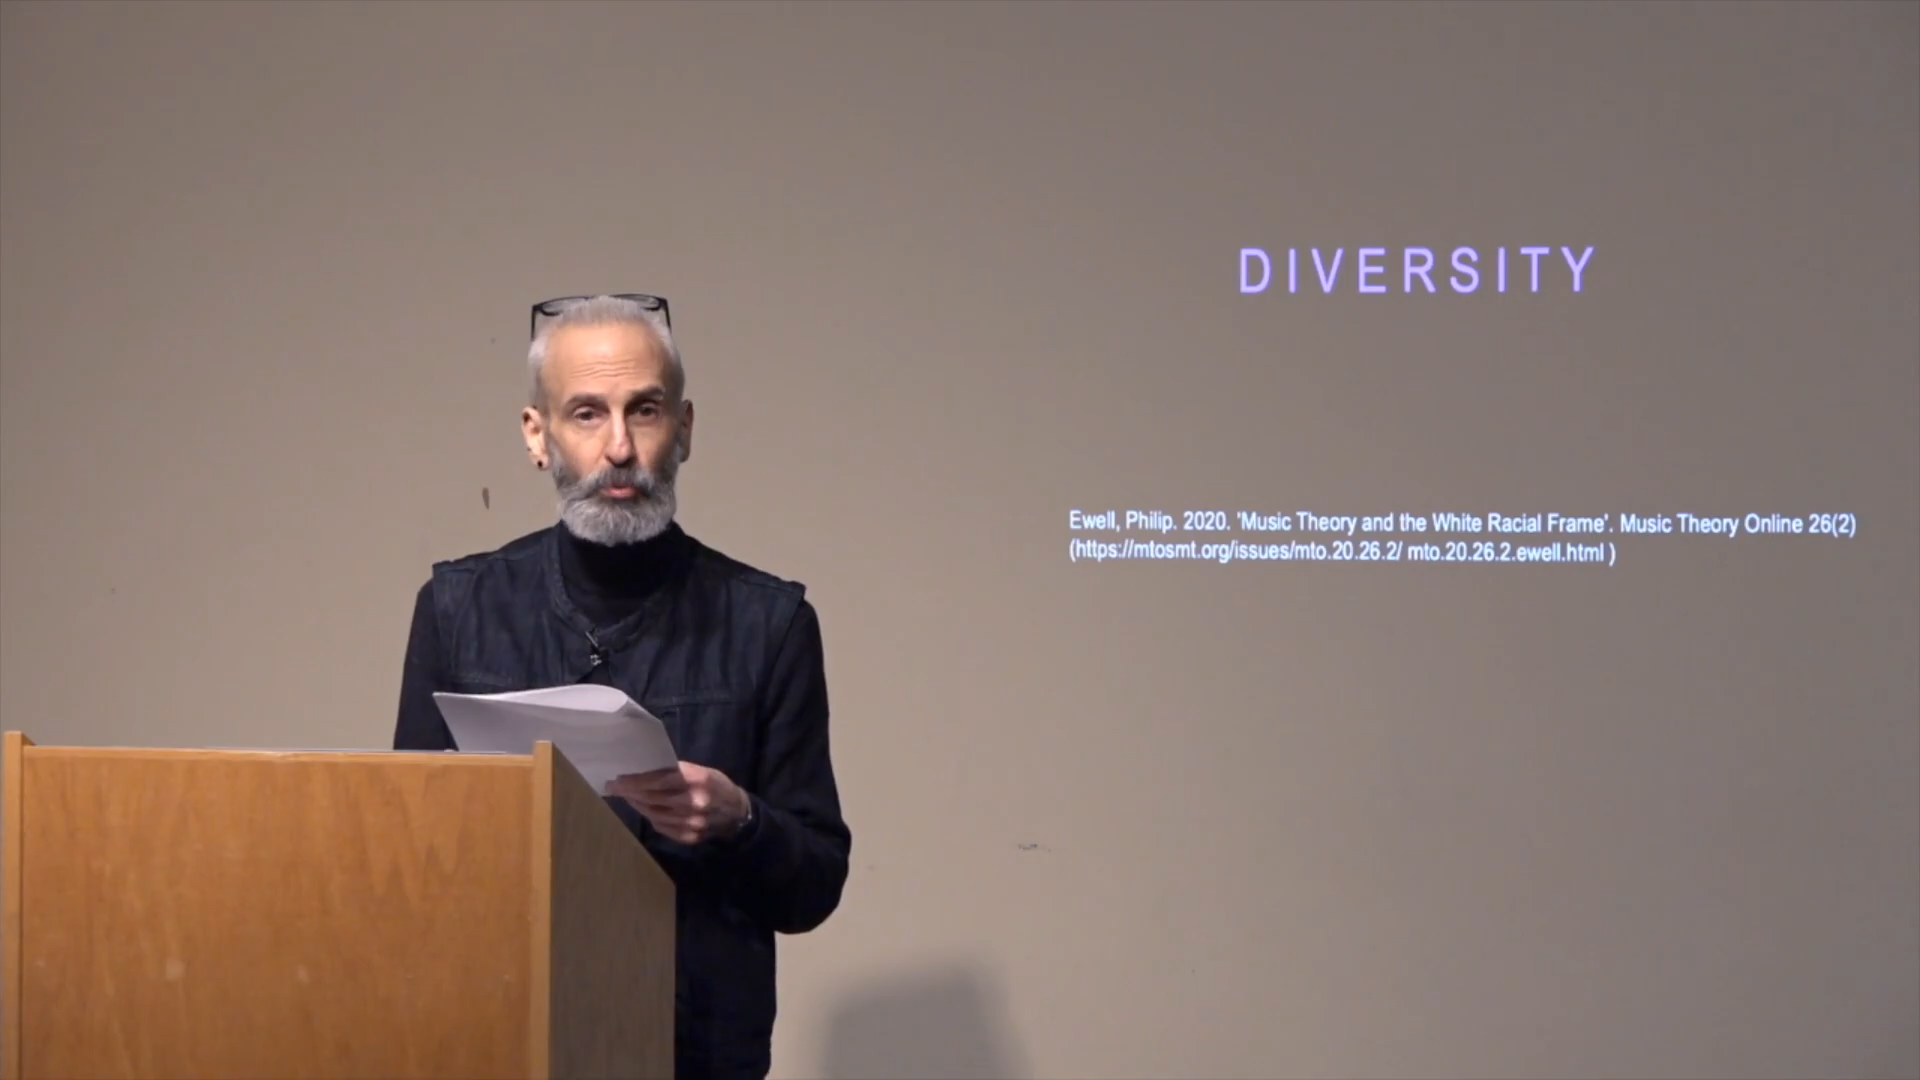 DIVERSITY
Ewell, Philip. 2020. 'Music Theory and the White Racial Frame'. Music Theory Online 26(2)
(https://mtosmt.org/issues/mto.20.26.2/ mto.20.26.2.ewell.html )